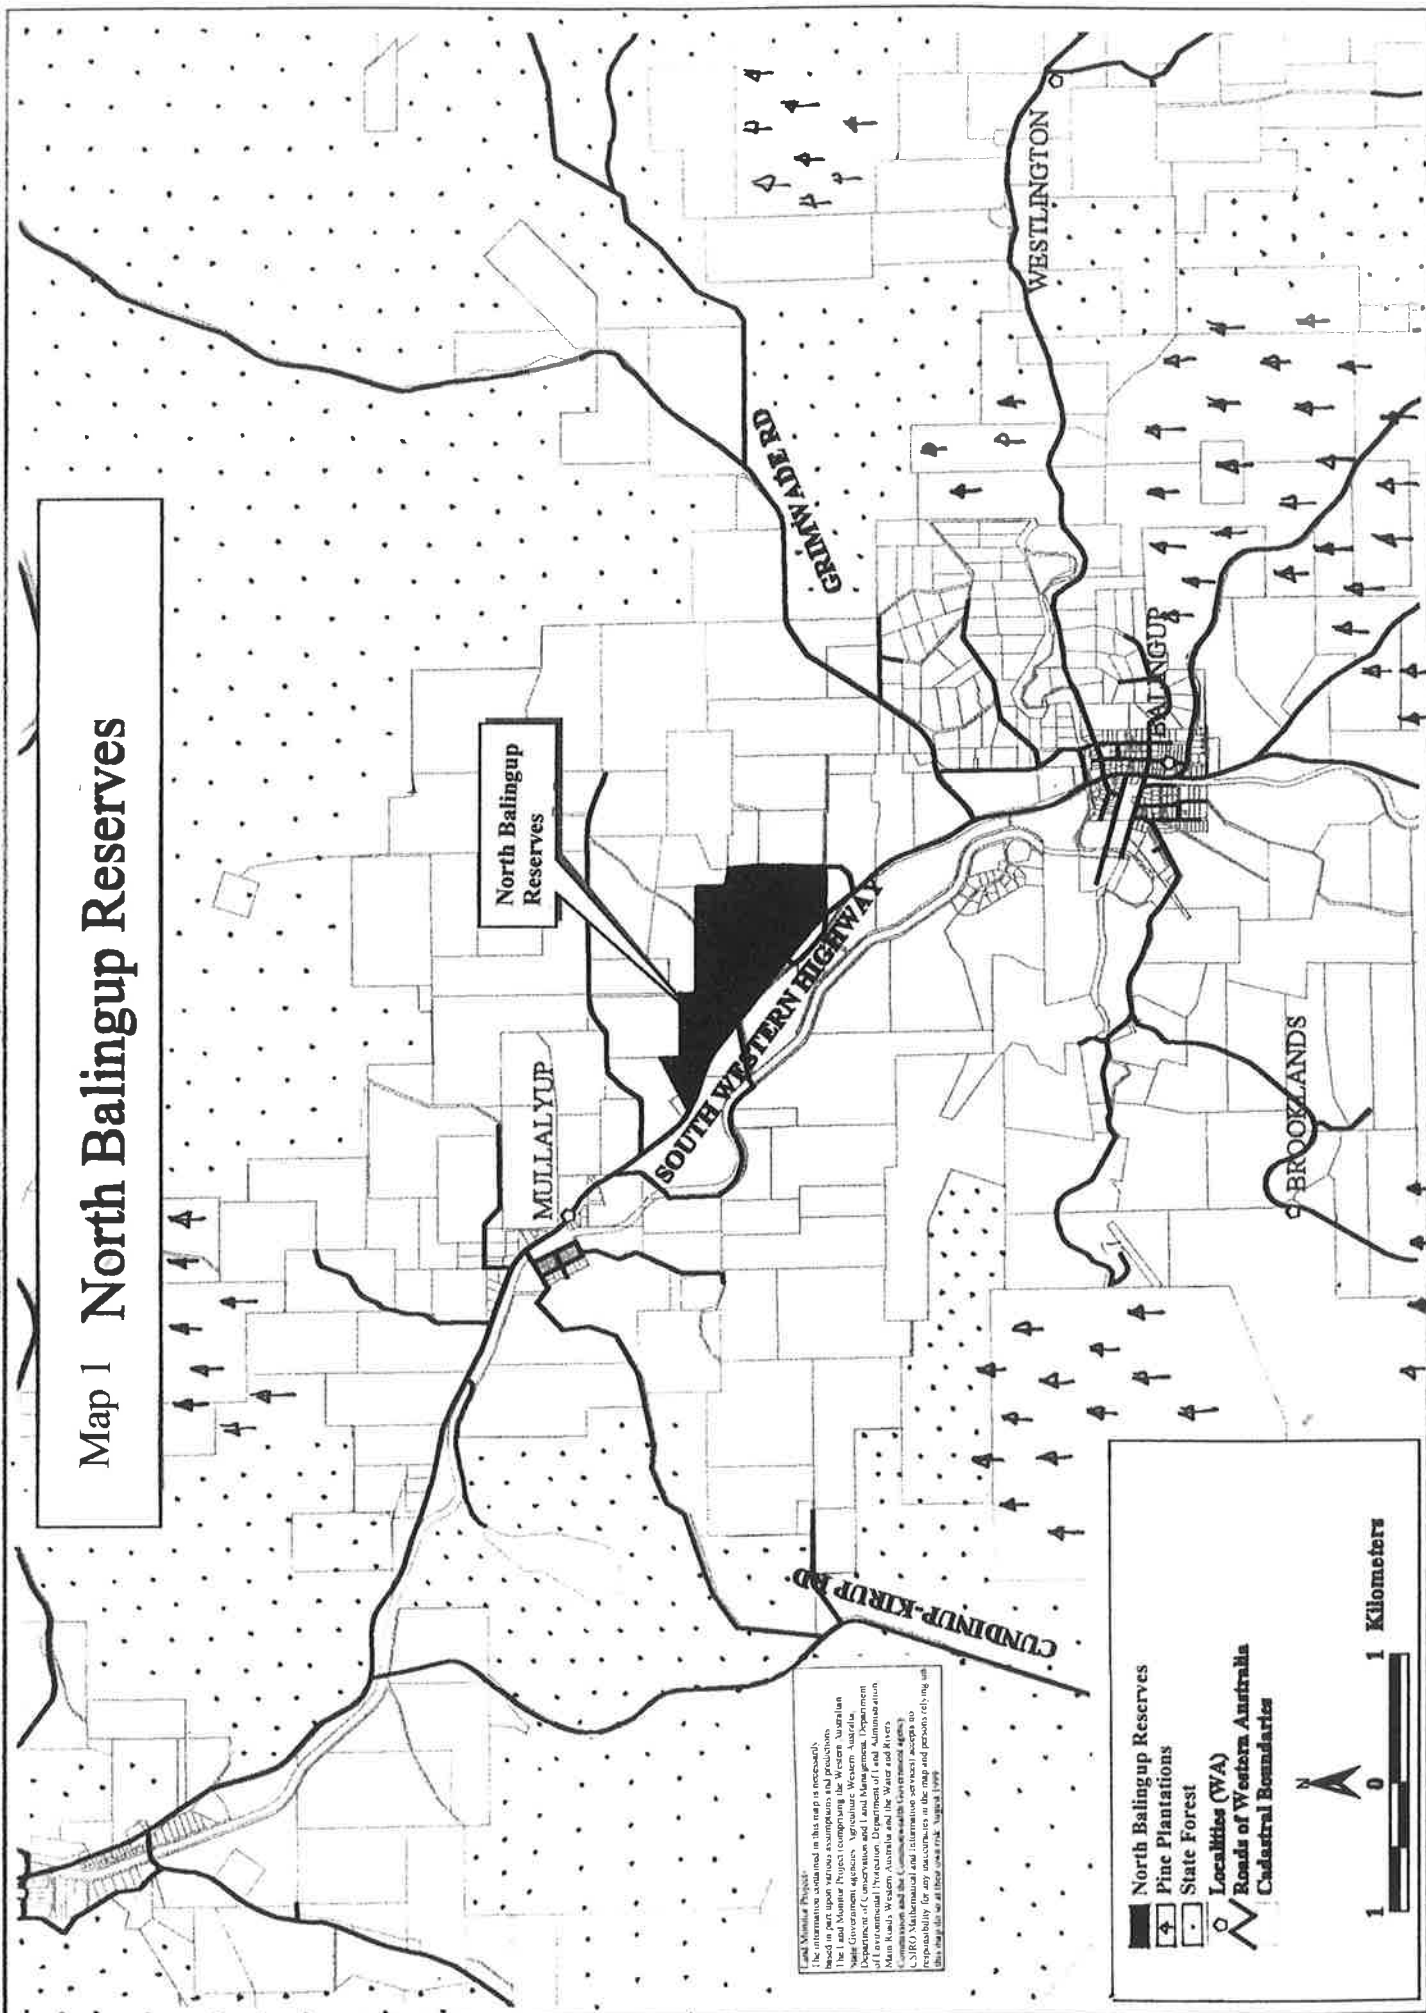 Map 1 North Balingup Reserves
North Balingup
Reserves
MULLALYUP
GRIMWADE RD
WESTLINGTON
SOUTH WESTERN HIGHWAY
BALINGUP
BROOKLANDS
CUNDINUP-KIRUP RD
Land Monitor Project
The information contained in this map is necessarily
based in part upon various assumptions and predictions
The Land Monitor Project (comprising the Western Australian
State Government agencies Agriculture Western Australia,
Department of Conservation and Land Management, Department
of Environmental Protection, Department of Land Administration
Main Roads Western Australia and the Water and Rivers
Commission and the Commonwealth Government agency
CSIRO Mathematical and Information services) accepts no
responsibility for any inaccuracies in the map and persons relying on
this map do so at their own risk August 1999
North Balingup Reserves
Pine Plantations
State Forest
Localities (WA)
Roads of Western Australia
Cadastral Boundaries
N
1 0 1 Kilometers